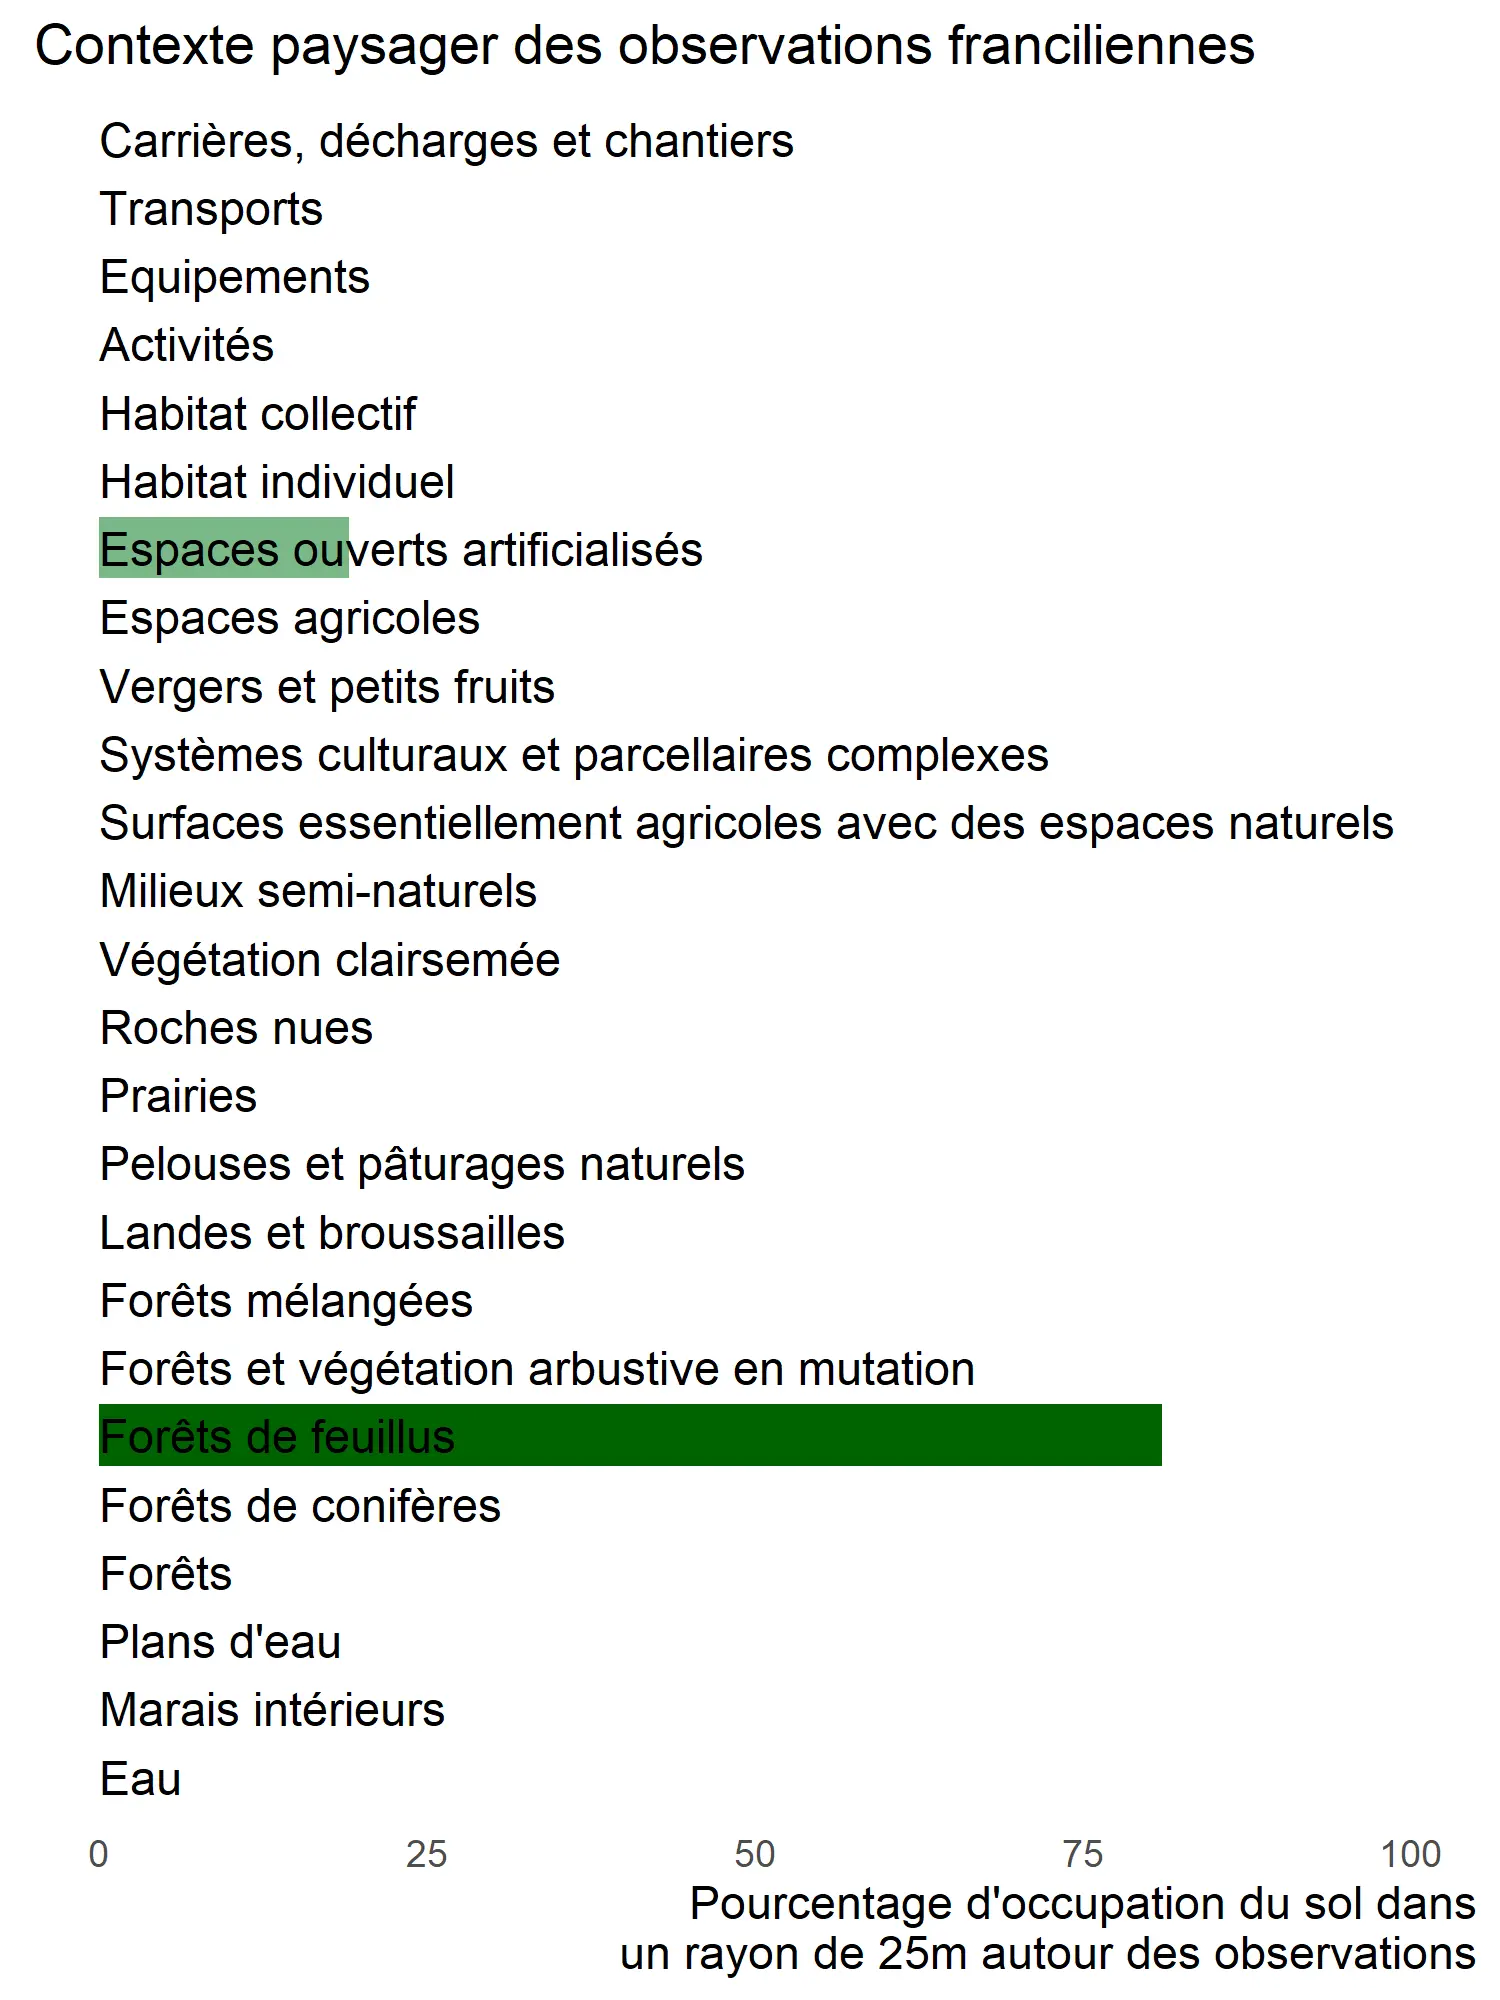 Contexte paysager des observations franciliennes
Carrières, décharges et chantiers
Transports
Equipements
Activités
Habitat collectif
Habitat individuel
Espaces ouverts artificialisés
Espaces agricoles
Vergers et petits fruits
Systèmes culturaux et parcellaires complexes
Surfaces essentiellement agricoles avec des espaces naturels
Milieux semi-naturels
Végétation clairsemée
Roches nues
Prairies
Pelouses et pâturages naturels
Landes et broussailles
Forêts mélangées
Forêts et végétation arbustive en mutation
Forêts de feuillus
Forêts de conifères
Forêts
Plans d'eau
Marais intérieurs
Eau
0 25 50 75 100
Pourcentage d'occupation du sol dans
un rayon de 25m autour des observations